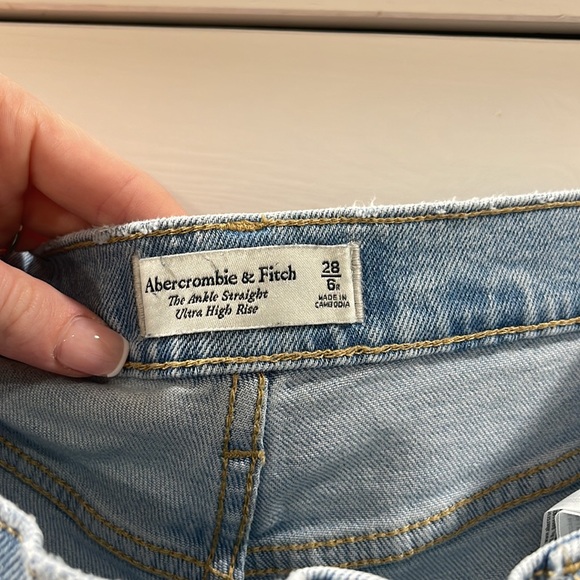 Abercrombie & Fitch
The Ankle Straight
Ultra High Rise
28
6R
MADE IN
CAMBODIA